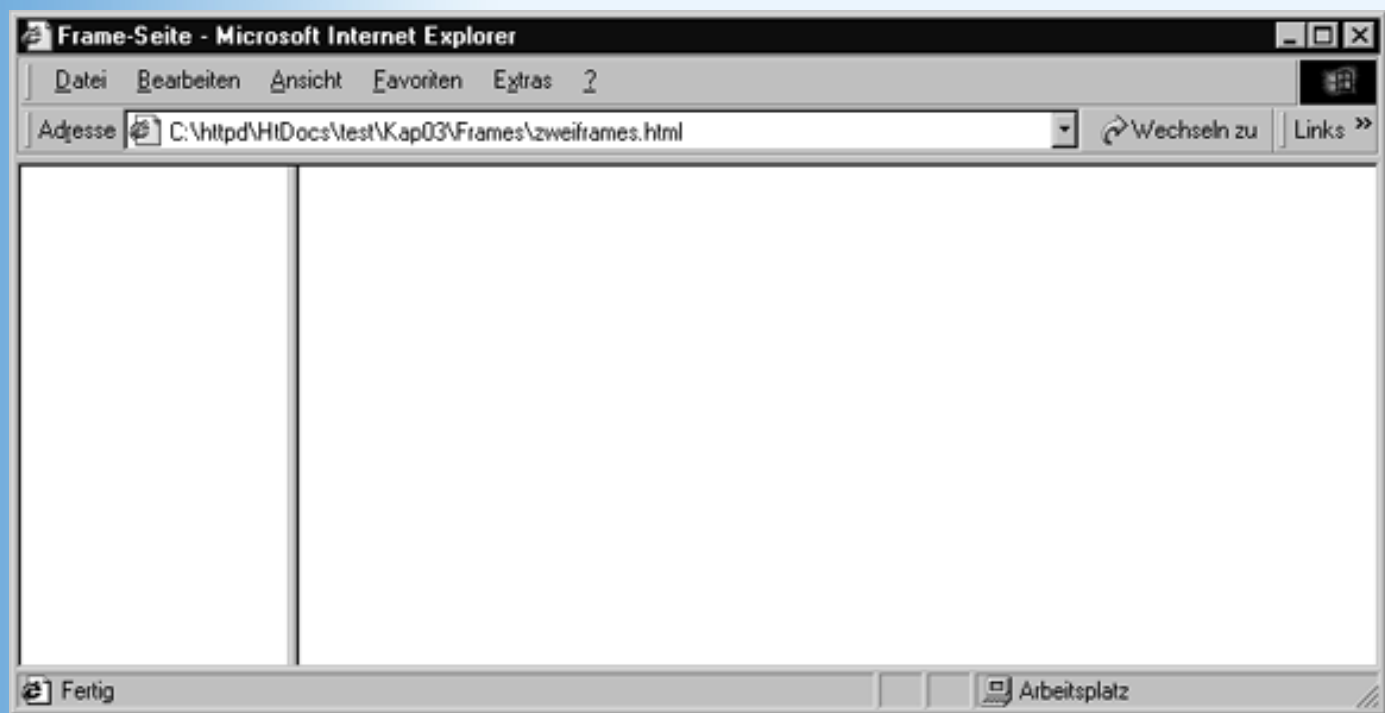 Frame-Seite - Microsoft Internet Explorer
Datei Bearbeiten Ansicht Favoriten Extras ?
Adresse C:\httpd\HtDocs\test\Kap03\Frames\zweiframes.html Wechseln zu Links »
Fertig Arbeitsplatz